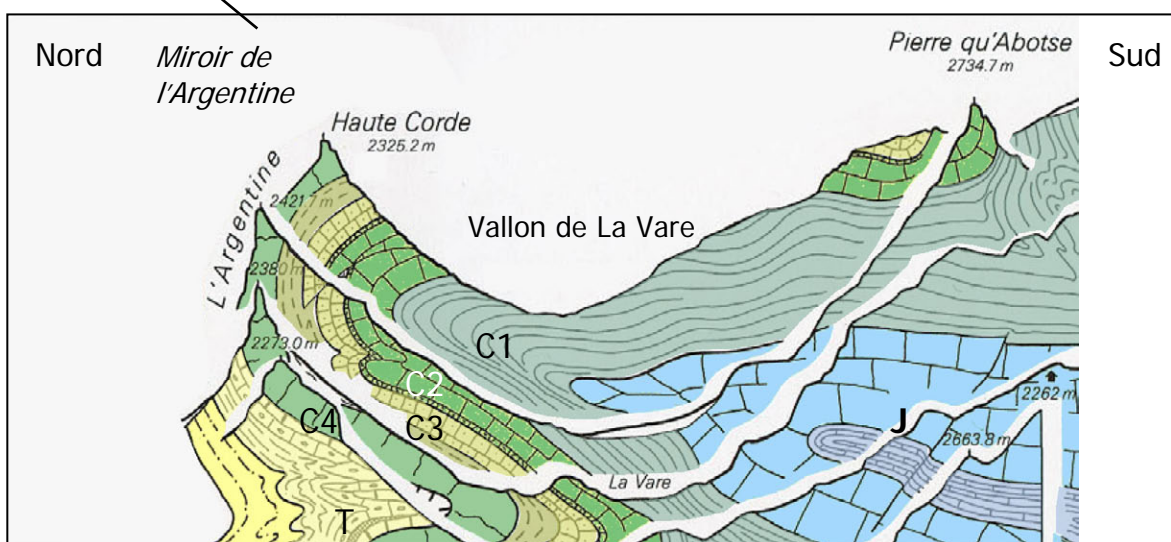 Nord
Miroir de
l'Argentine
Pierre qu'Abotse
2734.7 m
Sud
Haute Corde
2325.2 m
L'Argentine
2421.7 m
Vallon de La Vare
2380 m
2273.0 m
C1
C2
C3
C4
J
2262 m
2663.8 m
La Vare
T